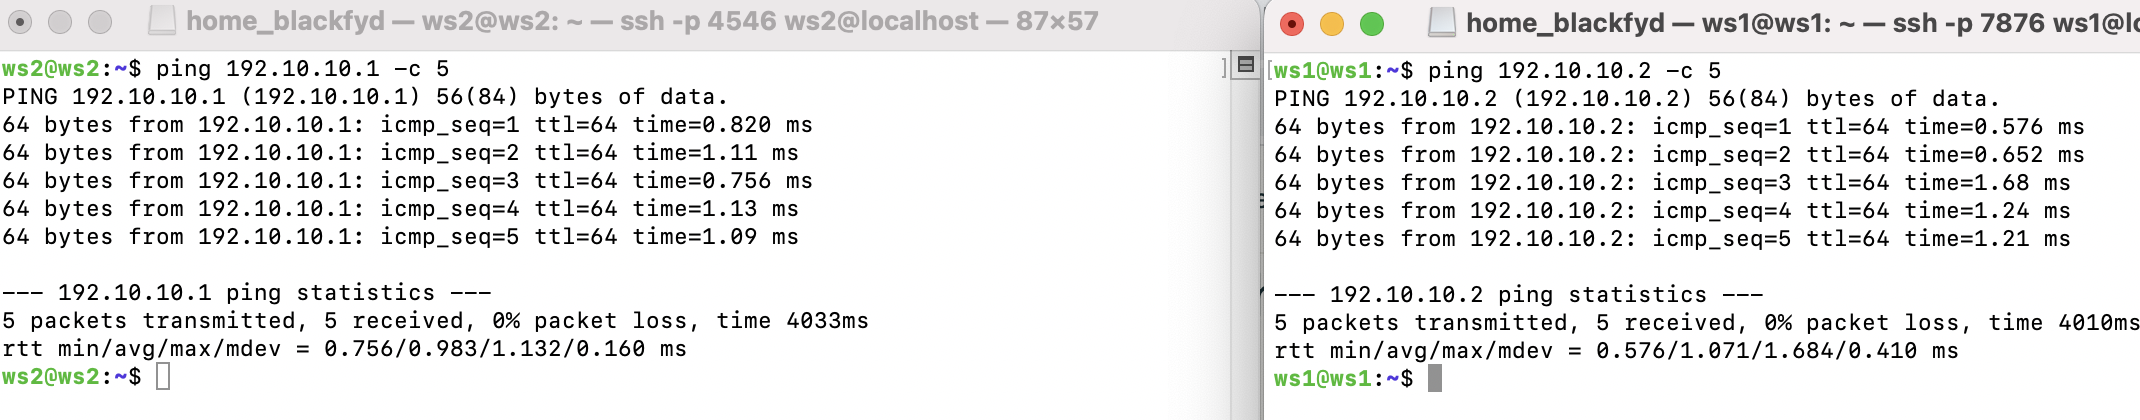 home_blackfyd — ws2@ws2: ~ — ssh -p 4546 ws2@localhost — 87×57
ws2@ws2:~$ ping 192.10.10.1 -c 5
PING 192.10.10.1 (192.10.10.1) 56(84) bytes of data.
64 bytes from 192.10.10.1: icmp_seq=1 ttl=64 time=0.820 ms
64 bytes from 192.10.10.1: icmp_seq=2 ttl=64 time=1.11 ms
64 bytes from 192.10.10.1: icmp_seq=3 ttl=64 time=0.756 ms
64 bytes from 192.10.10.1: icmp_seq=4 ttl=64 time=1.13 ms
64 bytes from 192.10.10.1: icmp_seq=5 ttl=64 time=1.09 ms
--- 192.10.10.1 ping statistics ---
5 packets transmitted, 5 received, 0% packet loss, time 4033ms
rtt min/avg/max/mdev = 0.756/0.983/1.132/0.160 ms
ws2@ws2:~$
home_blackfyd — ws1@ws1: ~ — ssh -p 7876 ws1@lo
ws1@ws1:~$ ping 192.10.10.2 -c 5
PING 192.10.10.2 (192.10.10.2) 56(84) bytes of data.
64 bytes from 192.10.10.2: icmp_seq=1 ttl=64 time=0.576 ms
64 bytes from 192.10.10.2: icmp_seq=2 ttl=64 time=0.652 ms
64 bytes from 192.10.10.2: icmp_seq=3 ttl=64 time=1.68 ms
64 bytes from 192.10.10.2: icmp_seq=4 ttl=64 time=1.24 ms
64 bytes from 192.10.10.2: icmp_seq=5 ttl=64 time=1.21 ms
--- 192.10.10.2 ping statistics ---
5 packets transmitted, 5 received, 0% packet loss, time 4010ms
rtt min/avg/max/mdev = 0.576/1.071/1.684/0.410 ms
ws1@ws1:~$